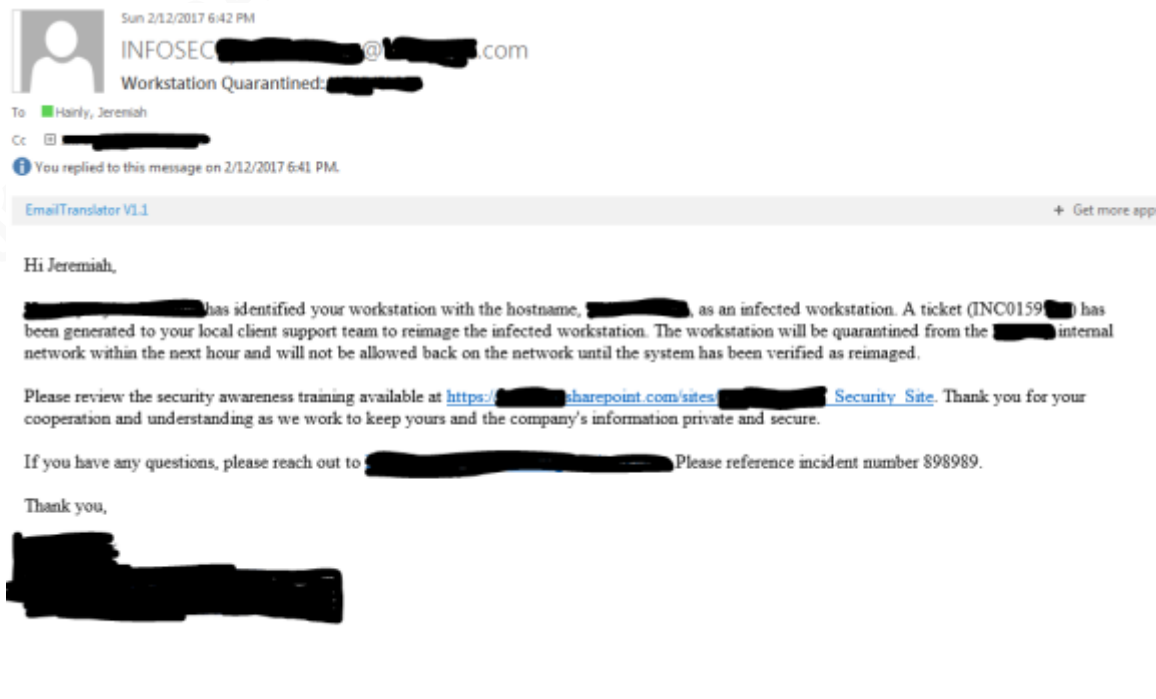 Sun 2/12/2017 6:42 PM
INFOSEC @ .com
Workstation Quarantined:
To Hainly, Jeremiah
Cc
You replied to this message on 2/12/2017 6:41 PM.
EmailTranslator V1.1 + Get more app
Hi Jeremiah,
has identified your workstation with the hostname, , as an infected workstation. A ticket (INC0159 ) has
been generated to your local client support team to reimage the infected workstation. The workstation will be quarantined from the internal
network within the next hour and will not be allowed back on the network until the system has been verified as reimaged.
Please review the security awareness training available at https:/ sharepoint.com/sites/ Security Site. Thank you for your
cooperation and understanding as we work to keep yours and the company's information private and secure.
If you have any questions, please reach out to Please reference incident number 898989.
Thank you,